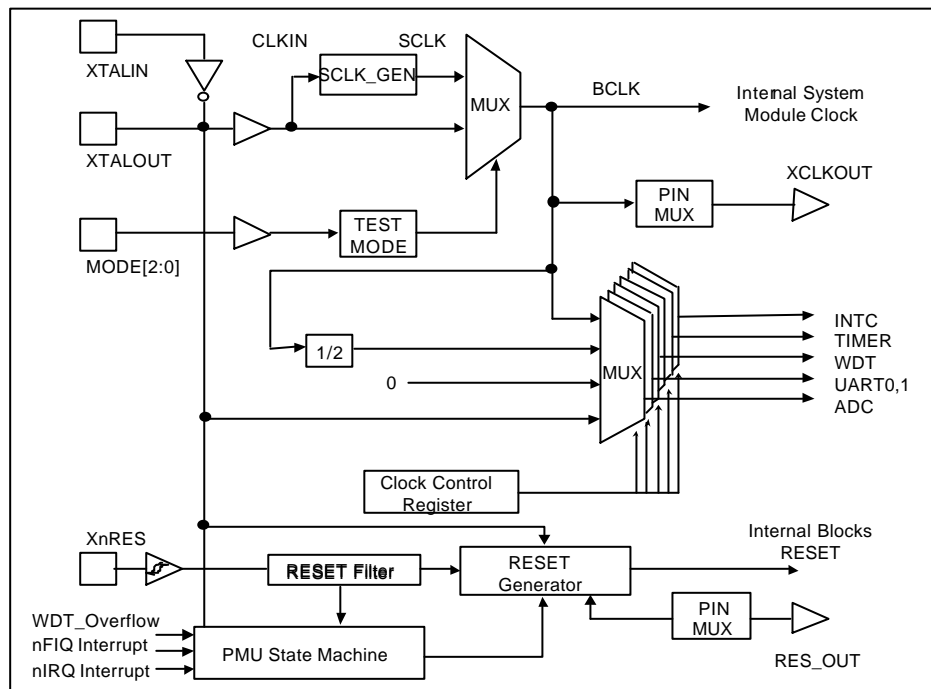 XTALIN
CLKIN
SCLK
SCLK_GEN
MUX
BCLK
Internal System
Module Clock
XTALOUT
XCLKOUT
PIN
MUX
TEST
MODE
MODE[2:0]
INTC
TIMER
WDT
UART0,1
ADC
1/2
MUX
0
Clock Control
Register
XnRES
RESET Filter
RESET
Generator
Internal Blocks
RESET
PIN
MUX
RES_OUT
WDT_Overflow
nFIQ Interrupt
nIRQ Interrupt
PMU State Machine